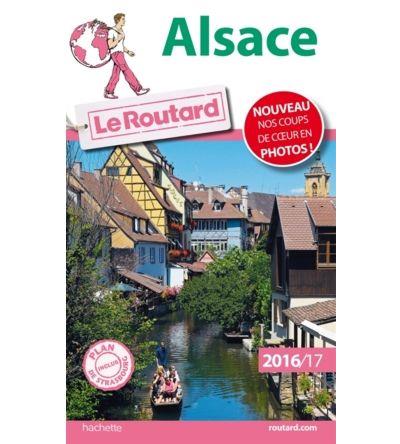 Alsace
Le Routard
NOUVEAU
NOS COUPS
DE CŒUR EN
PHOTOS !
2016/17
PLAN
INCLUS
DE STRASBOURG
hachette
routard.com